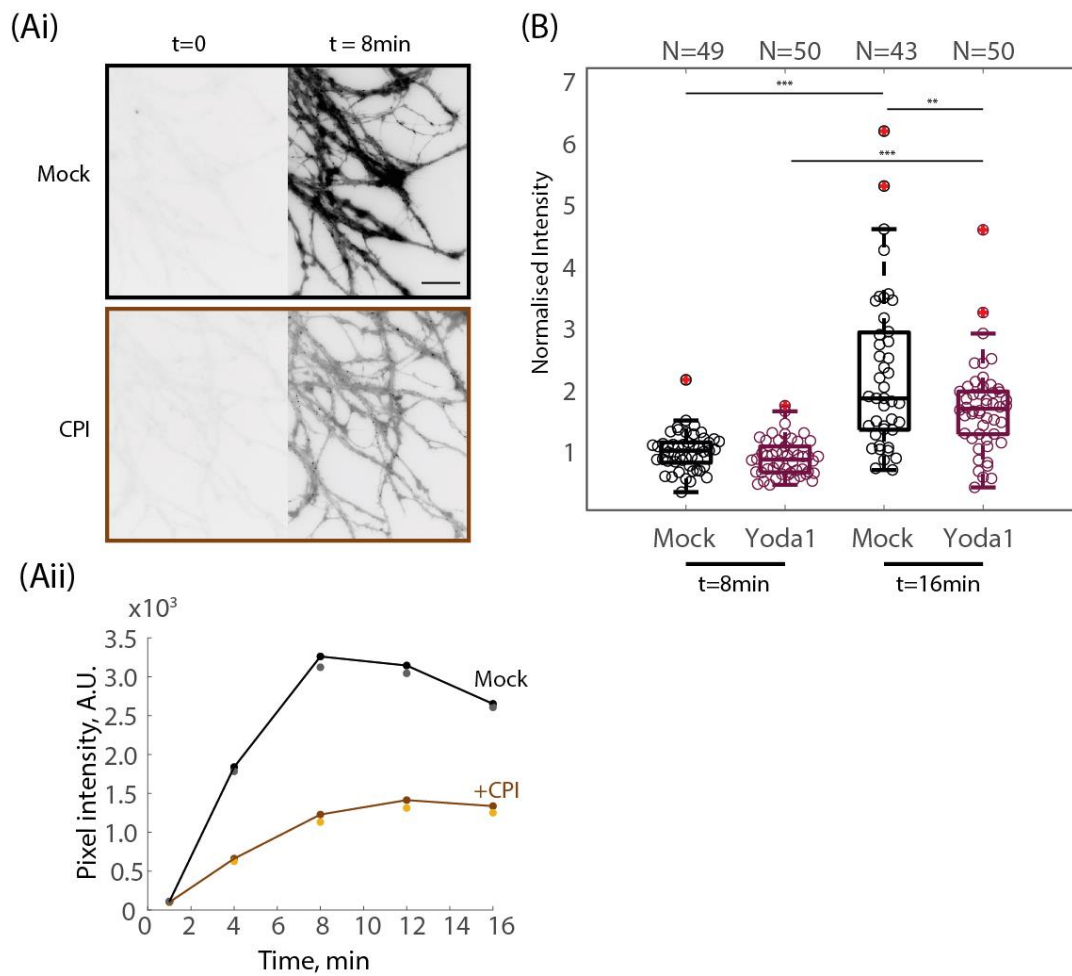 (Ai)
t=0 t = 8min
Mock
CPI
(Aii)
x10³
3.5
3.0
2.5
2.0
1.5
1.0
0.5
0
Pixel intensity, A.U.
Mock
+CPI
0 2 4 6 8 10 12 14 16
Time, min
(B)
N=49 N=50 N=43 N=50
7
6
5
4
3
2
1
Normalised Intensity
***
**
***
Mock Yoda1 Mock Yoda1
t=8min t=16min